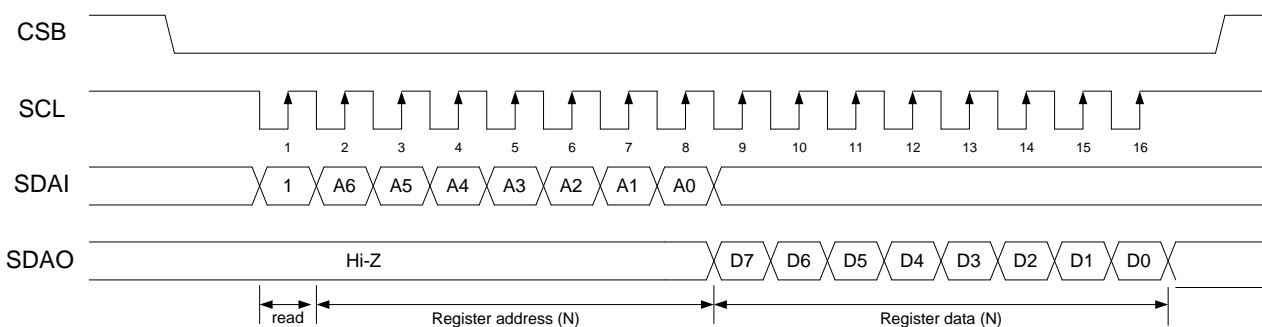 CSB
SCL
1 2 3 4 5 6 7 8 9 10 11 12 13 14 15 16
SDAI 1 A6 A5 A4 A3 A2 A1 A0
SDAO Hi-Z D7 D6 D5 D4 D3 D2 D1 D0
read Register address (N) Register data (N)